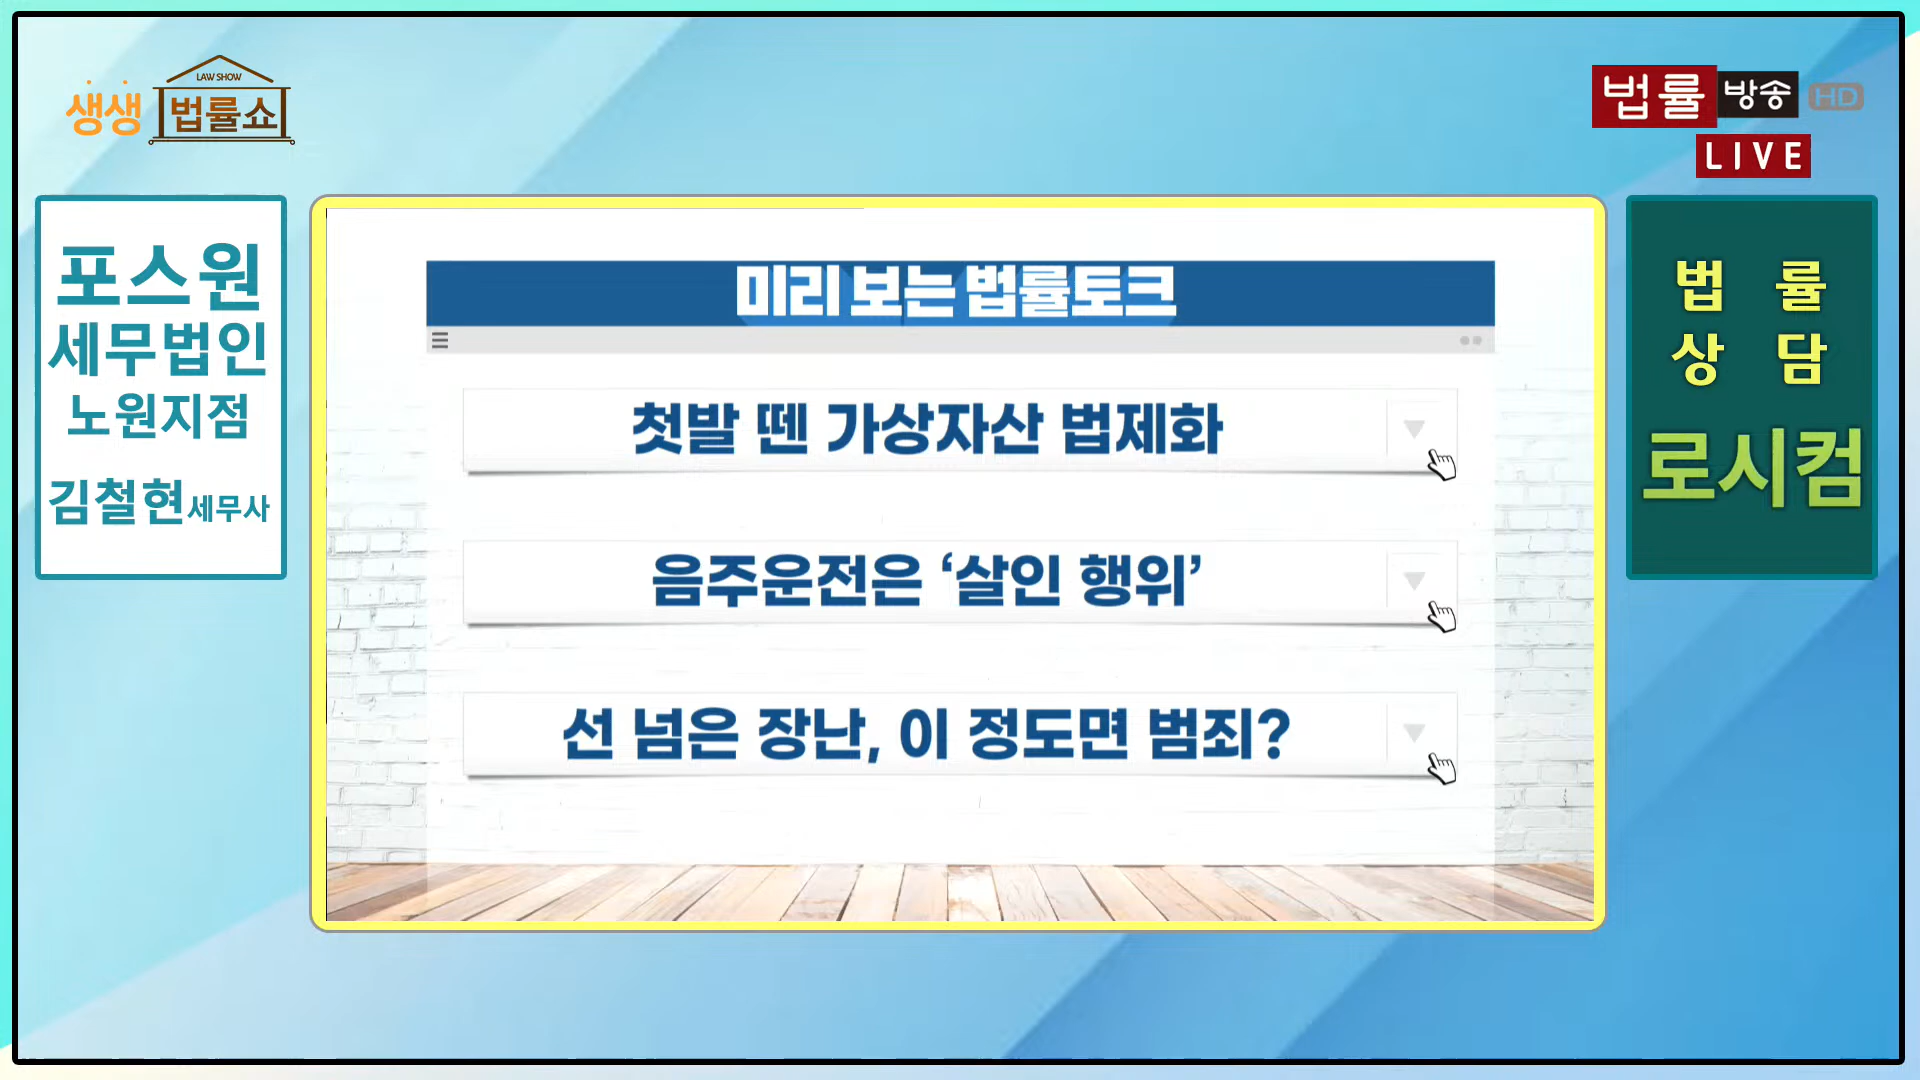 LAW SHOW
생생 법률쇼
법률방송 HD
LIVE
포스원
세무법인
노원지점
김철현세무사
미리 보는 법률토크
첫발 뗀 가상자산 법제화
음주운전은 ‘살인 행위’
선 넘은 장난, 이 정도면 범죄?
법 률
상 담
로시컴